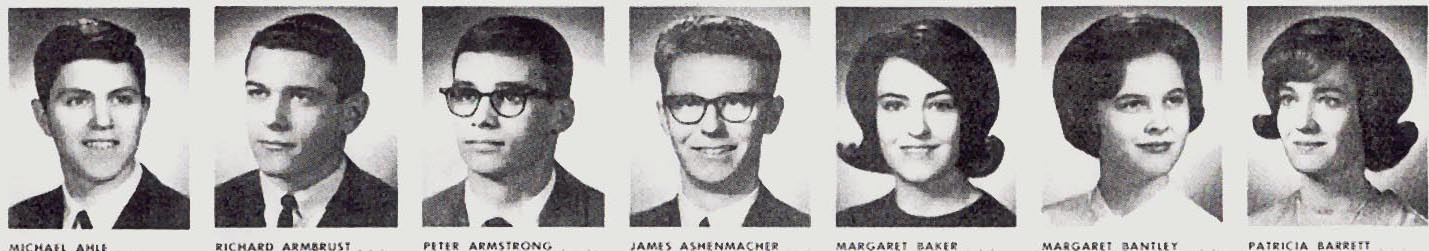 MICHAEL AHLE
RICHARD ARMBRUST . . .
PETER ARMSTRONG . . .
JAMES ASHENMACHER . . .
MARGARET BAKER . . .
MARGARET BANTLEY . . .
PATRICIA BARRETT . . .